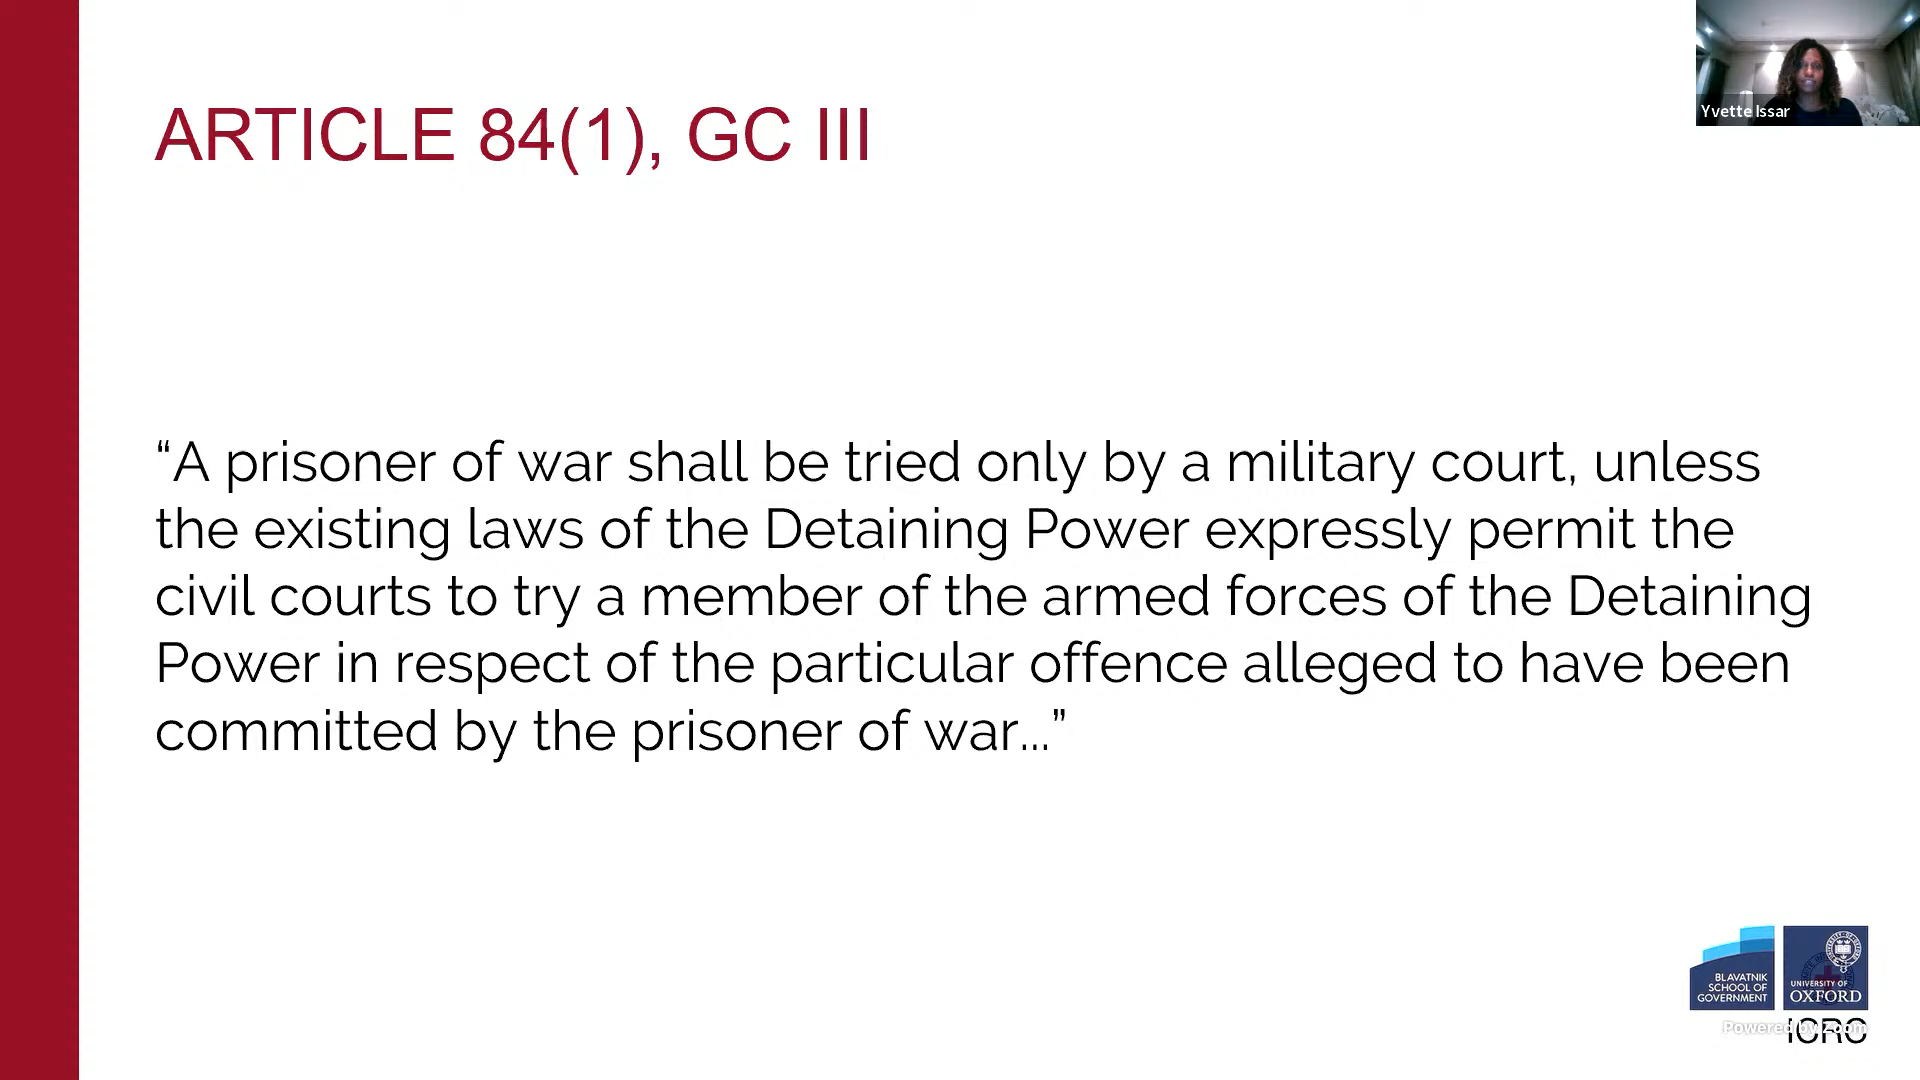 Yvette Issar
ARTICLE 84(1), GC III
“A prisoner of war shall be tried only by a military court, unless
the existing laws of the Detaining Power expressly permit the
civil courts to try a member of the armed forces of the Detaining
Power in respect of the particular offence alleged to have been
committed by the prisoner of war...”
BLAVATNIK
SCHOOL OF
GOVERNMENT
UNIVERSITY OF
OXFORD
Powered by Zoom
ICRC